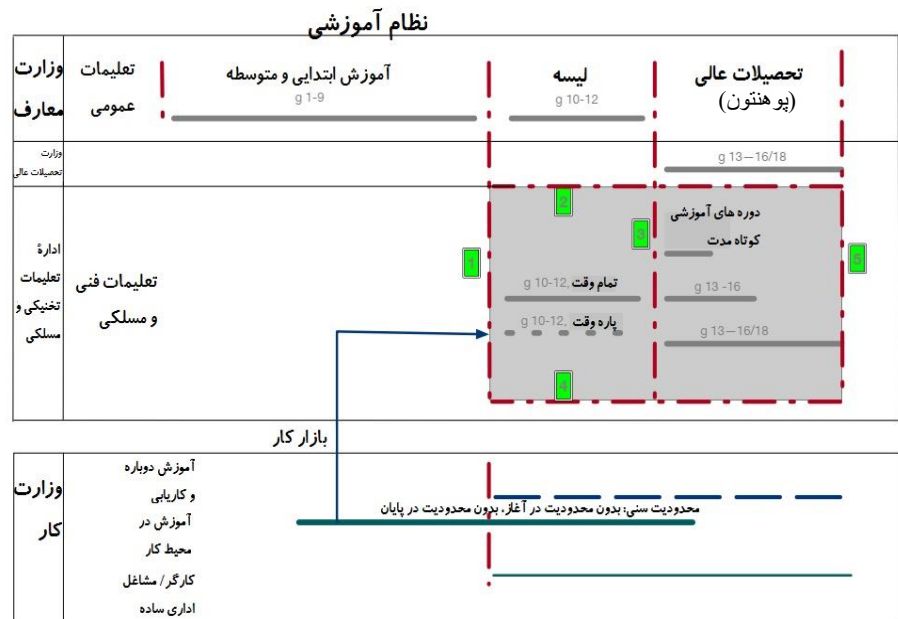 نظام آموزشی
وزارت
معارف
تعلیمات
عمومی
آموزش ابتدایی و متوسطه
g 1-9
لیسه
g 10-12
تحصیلات عالی
(پوهنتون)
وزارت
تحصیلات عالی
g 13—16/18
ادارۀ
تعلیمات
تخنیکی و
مسلکی
تعلیمات فنی
و مسلکی
1
2
3
4
5
دوره های آموزشی
کوتاه مدت
g 10-12, تمام وقت
g 13 -16
g 10-12, پاره وقت
g 13—16/18
بازار کار
وزارت
کار
آموزش دوباره
و کاریابی
آموزش در
محیط کار
کارگر/ مشاغل
اداری ساده
محدودیت سنی: بدون محدودیت در آغاز، بدون محدودیت در پایان